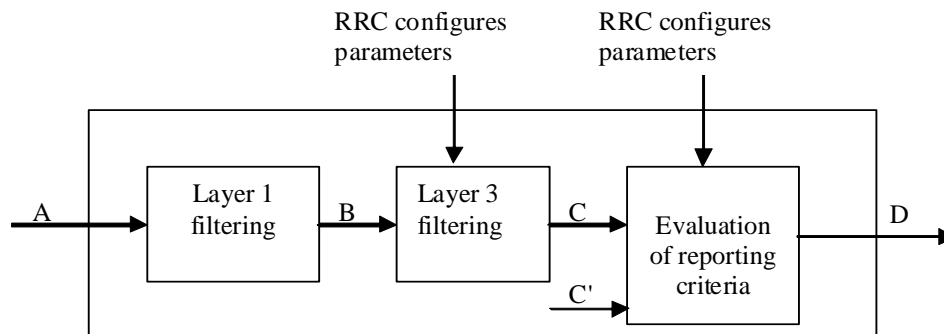 RRC configures
parameters
RRC configures
parameters
Layer 1
filtering
Layer 3
filtering
Evaluation
of reporting
criteria
A
B
C
C'
D